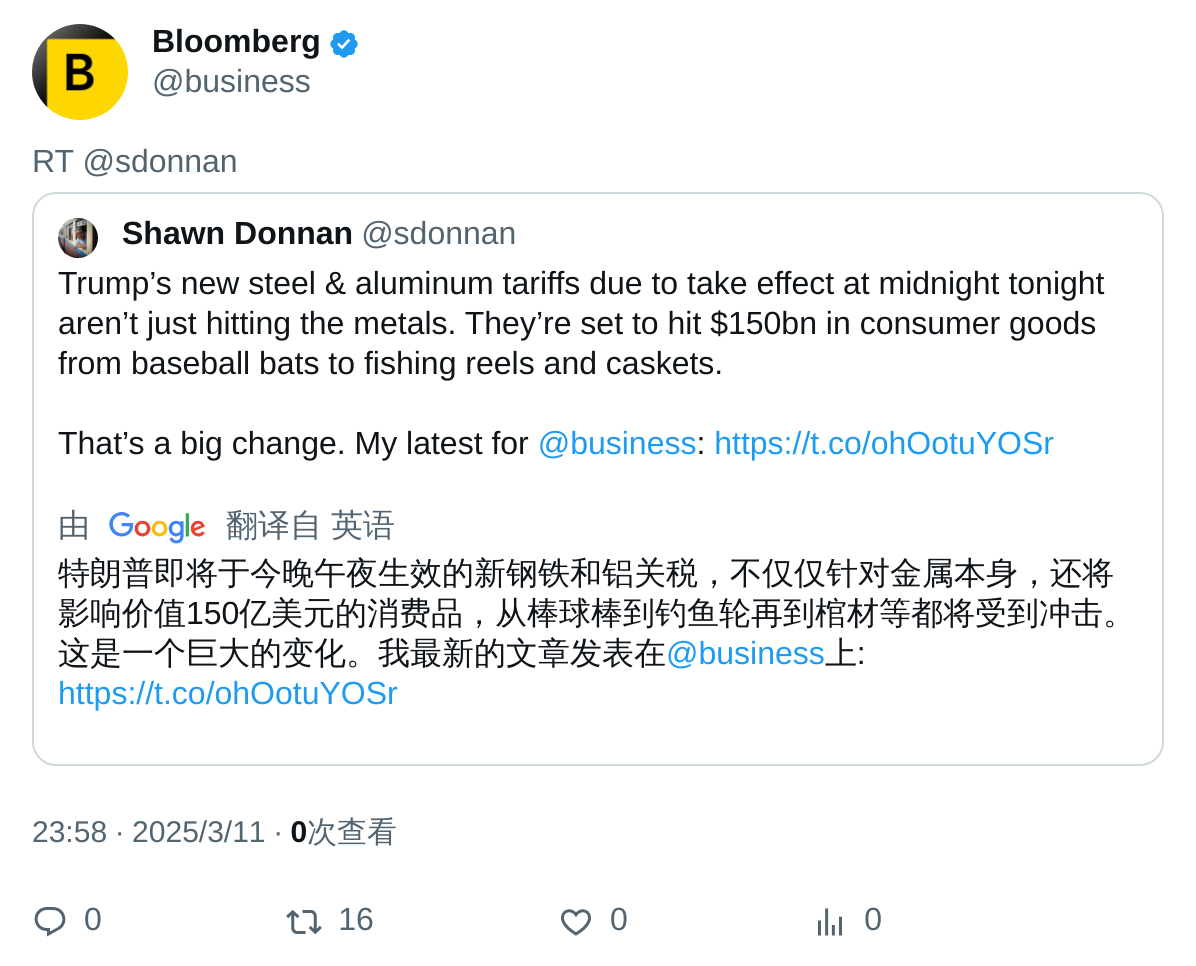 B
Bloomberg
@business
RT @sdonnan
Shawn Donnan @sdonnan
Trump’s new steel & aluminum tariffs due to take effect at midnight tonight
aren’t just hitting the metals. They’re set to hit $150bn in consumer goods
from baseball bats to fishing reels and caskets.
That’s a big change. My latest for @business: https://t.co/ohOotuYOSr
由 Google 翻译自 英语
特朗普即将于今晚午夜生效的新钢铁和铝关税，不仅仅针对金属本身，还将
影响价值150亿美元的消费品，从棒球棒到钓鱼轮再到棺材等都将受到冲击。
这是一个巨大的变化。我最新的文章发表在@business上:
https://t.co/ohOotuYOSr
23:58 · 2025/3/11 · 0次查看
0 16 0 0